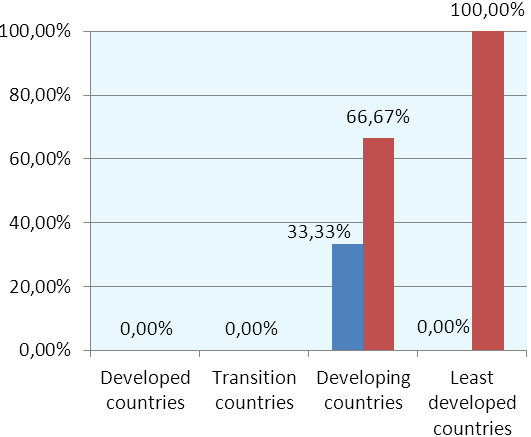 100,00%
100,00%
80,00%
66,67%
60,00%
40,00%
33,33%
20,00%
0,00% 0,00% 0,00%
0,00%
Developed countries
Transition countries
Developing countries
Least developed countries